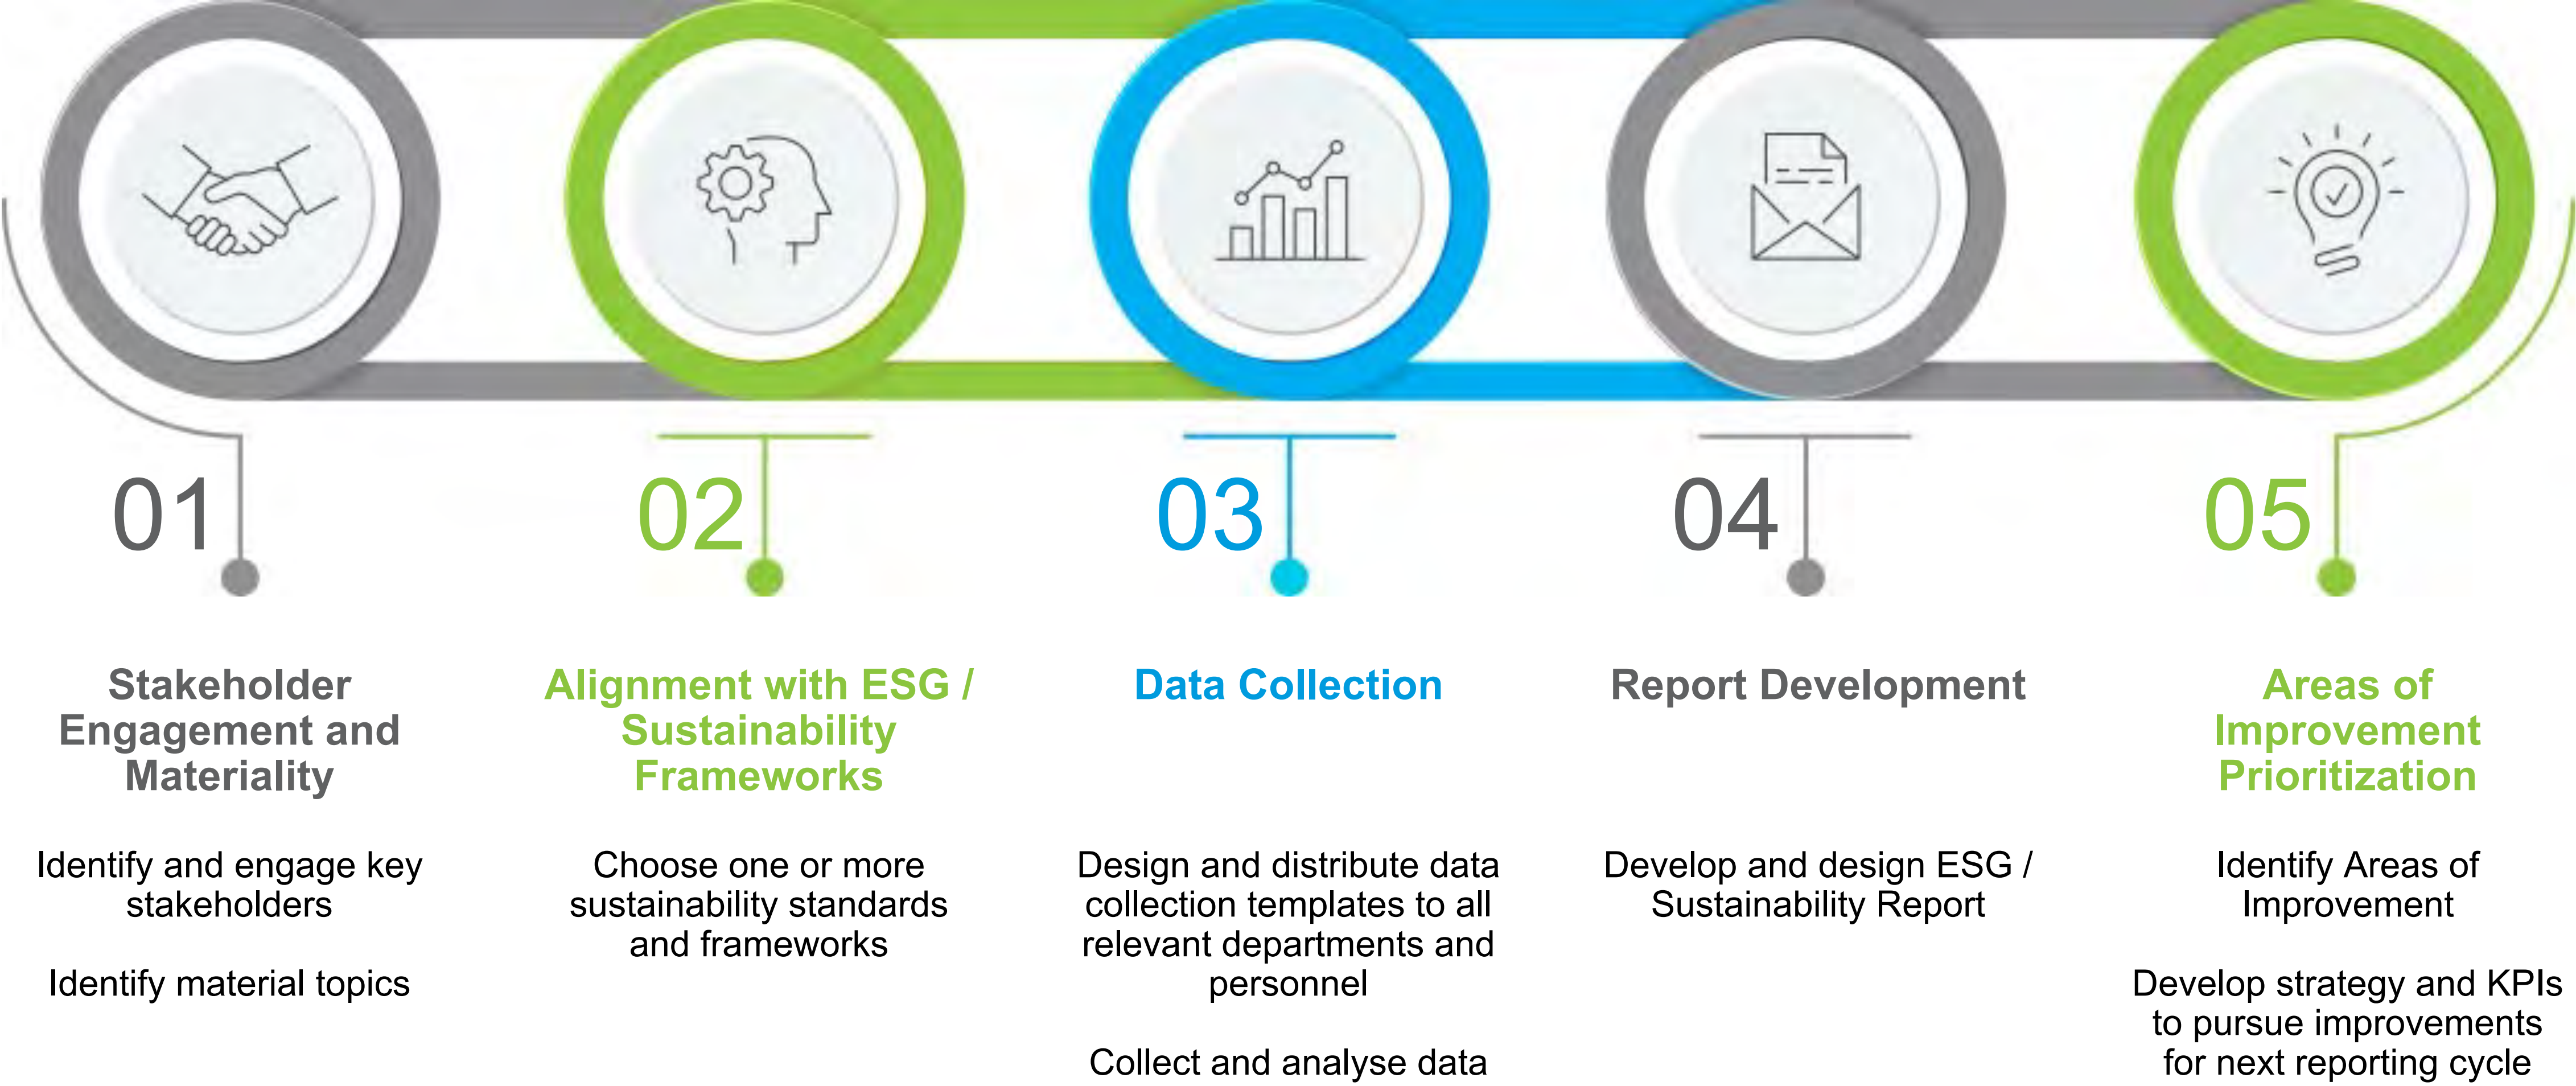 01
Stakeholder
Engagement and
Materiality
Identify and engage key
stakeholders
Identify material topics
02
Alignment with ESG /
Sustainability
Frameworks
Choose one or more
sustainability standards
and frameworks
03
Data Collection
Design and distribute data
collection templates to all
relevant departments and
personnel
Collect and analyse data
04
Report Development
Develop and design ESG /
Sustainability Report
05
Areas of
Improvement
Prioritization
Identify Areas of
Improvement
Develop strategy and KPIs
to pursue improvements
for next reporting cycle